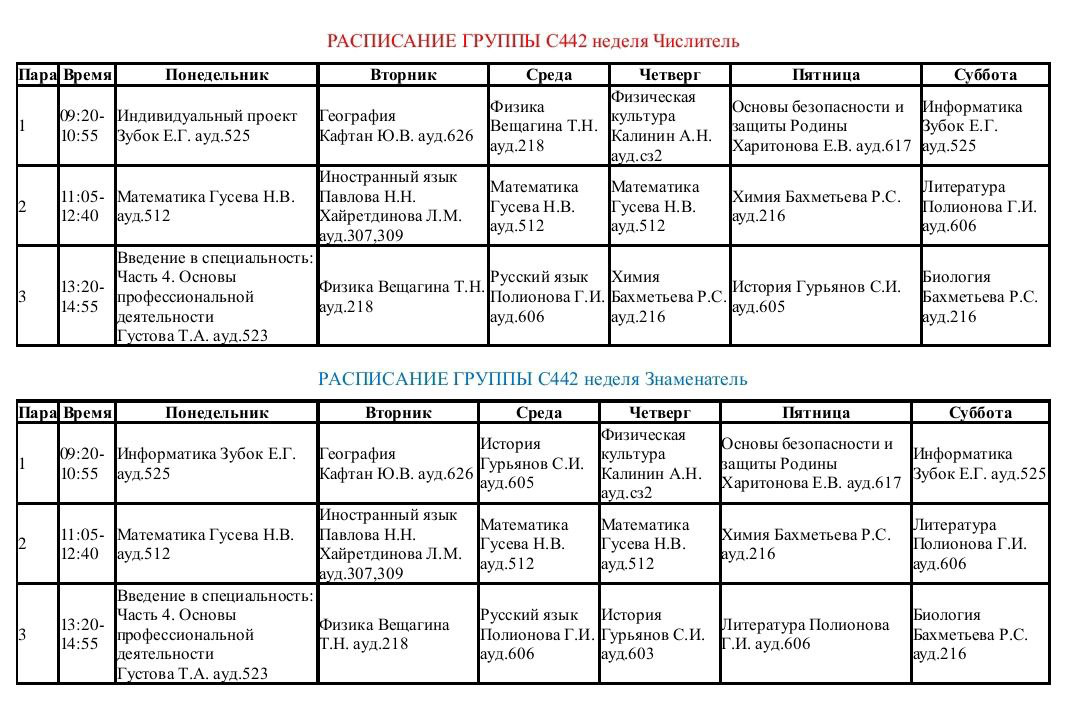 РАСПИСАНИЕ ГРУППЫ С442 неделя Числитель
Пара Время Понедельник Вторник Среда Четверг Пятница Суббота
1
09:20-
10:55
Индивидуальный проект
Зубок Е.Г. ауд.525
География
Кафтан Ю.В. ауд.626
Физика
Вещагина Т.Н.
ауд.218
Физическая
культура
Калинин А.Н.
ауд.сз2
Основы безопасности и
защиты Родины
Харитонова Е.В. ауд.617
Информатика
Зубок Е.Г.
ауд.525
2
11:05-
12:40
Математика Гусева Н.В.
ауд.512
Иностранный язык
Павлова Н.Н.
Хайретдинова Л.М.
ауд.307,309
Математика
Гусева Н.В.
ауд.512
Математика
Гусева Н.В.
ауд.512
Химия Бахметьева Р.С.
ауд.216
Литература
Полионова Г.И.
ауд.606
3
13:20-
14:55
Введение в специальность:
Часть 4. Основы
профессиональной
деятельности
Густова Т.А. ауд.523
Физика Вещагина Т.Н.
ауд.218
Русский язык
Полионова Г.И.
ауд.606
Химия
Бахметьева Р.С.
ауд.216
История Гурьянов С.И.
ауд.605
Биология
Бахметьева Р.С.
ауд.216
РАСПИСАНИЕ ГРУППЫ С442 неделя Знаменатель
Пара Время Понедельник Вторник Среда Четверг Пятница Суббота
1
09:20-
10:55
Информатика Зубок Е.Г.
ауд.525
География
Кафтан Ю.В. ауд.626
История
Гурьянов С.И.
ауд.605
Физическая
культура
Калинин А.Н.
ауд.сз2
Основы безопасности и
защиты Родины
Харитонова Е.В. ауд.617
Информатика
Зубок Е.Г. ауд.525
2
11:05-
12:40
Математика Гусева Н.В.
ауд.512
Иностранный язык
Павлова Н.Н.
Хайретдинова Л.М.
ауд.307,309
Математика
Гусева Н.В.
ауд.512
Математика
Гусева Н.В.
ауд.512
Химия Бахметьева Р.С.
ауд.216
Литература
Полионова Г.И.
ауд.606
3
13:20-
14:55
Введение в специальность:
Часть 4. Основы
профессиональной
деятельности
Густова Т.А. ауд.523
Физика Вещагина
Т.Н. ауд.218
Русский язык
Полионова Г.И.
ауд.606
История
Гурьянов С.И.
ауд.603
Литература Полионова
Г.И. ауд.606
Биология
Бахметьева Р.С.
ауд.216